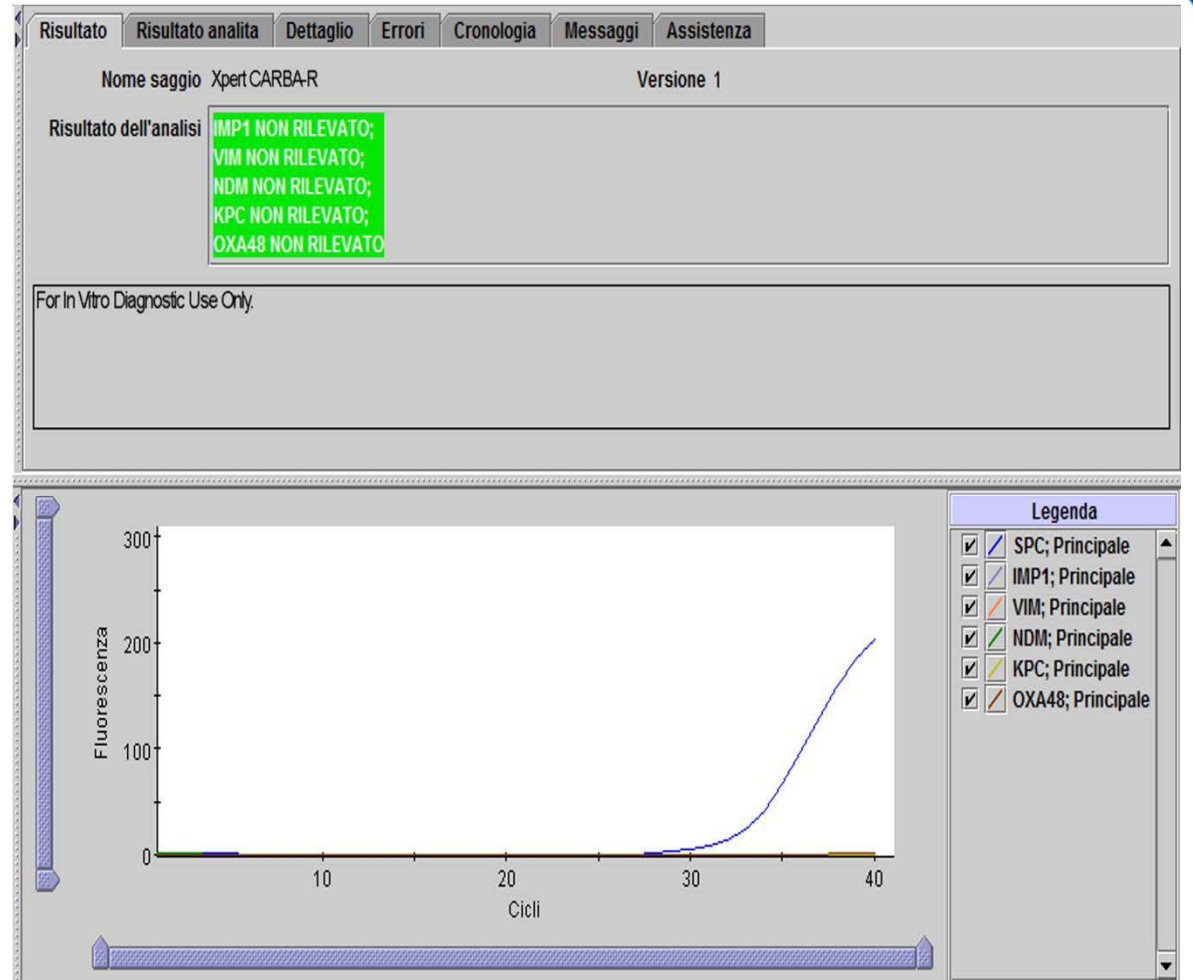 Risultato Risultato analita Dettaglio Errori Cronologia Messaggi Assistenza
Nome saggio Xpert CARBA-R Versione 1
Risultato dell'analisi IMP1 NON RILEVATO;
VIM NON RILEVATO;
NDM NON RILEVATO;
KPC NON RILEVATO;
OXA48 NON RILEVATO
For In Vitro Diagnostic Use Only.
300
200
100
0
Fluorescenza
10 20 30 40
Cicli
Legenda
SPC; Principale
IMP1; Principale
VIM; Principale
NDM; Principale
KPC; Principale
OXA48; Principale